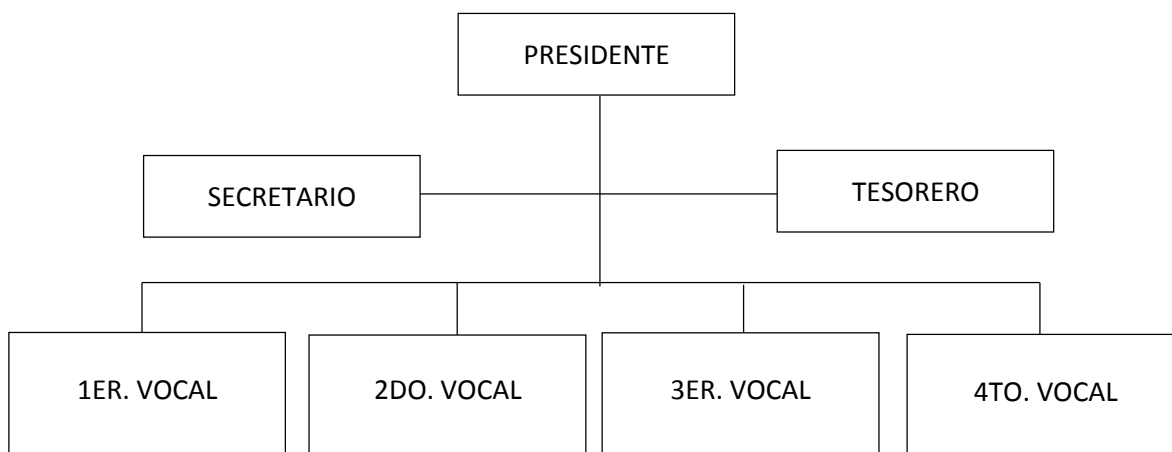 PRESIDENTE
SECRETARIO
TESORERO
1ER. VOCAL
2DO. VOCAL
3ER. VOCAL
4TO. VOCAL